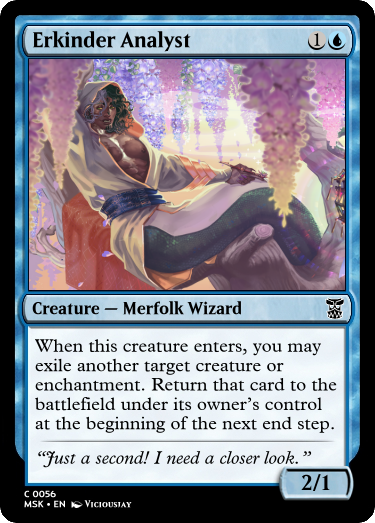 Erkinder Analyst 1
Creature — Merfolk Wizard
When this creature enters, you may
exile another target creature or
enchantment. Return that card to the
battlefield under its owner's control
at the beginning of the next end step.
“Just a second! I need a closer look.”
2/1
C 0056
MSK • EN Viciousjay